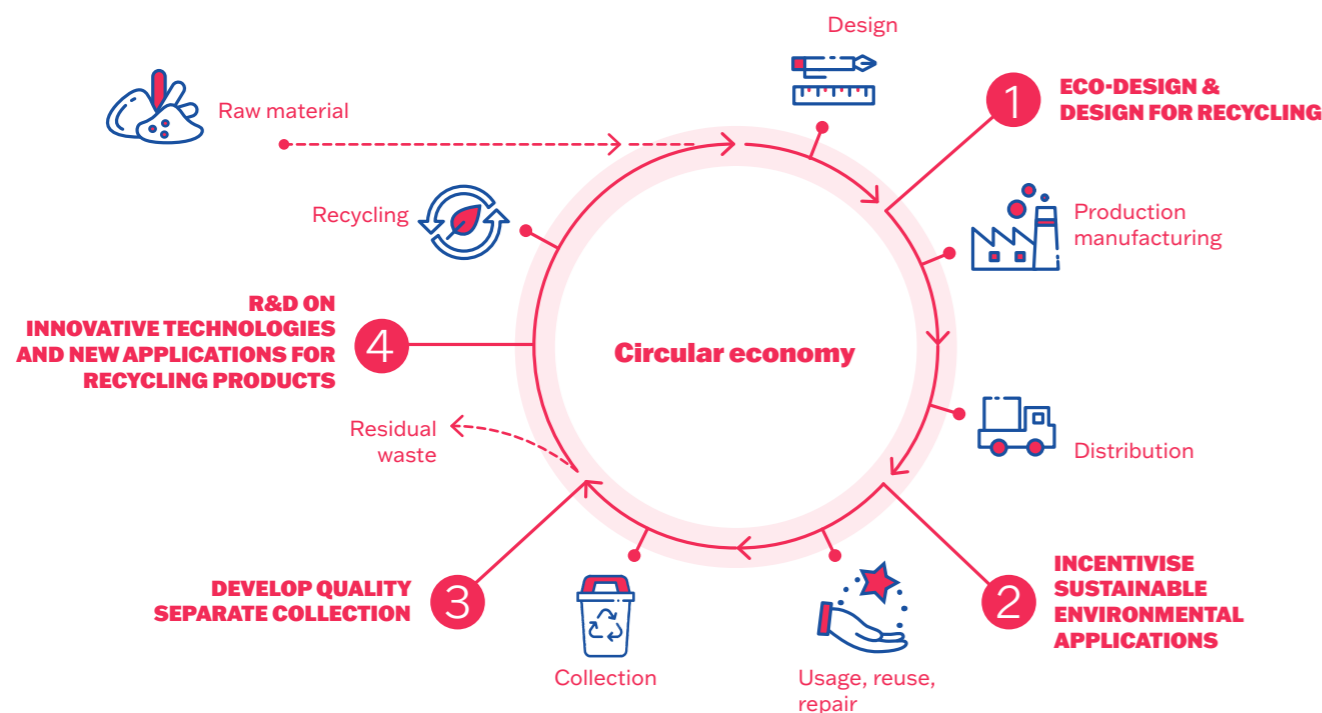 Design
1
ECO-DESIGN &
DESIGN FOR RECYCLING
Raw material
Recycling
Production
manufacturing
R&D ON
INNOVATIVE TECHNOLOGIES
AND NEW APPLICATIONS FOR
RECYCLING PRODUCTS
4
Circular economy
Residual
waste
Distribution
DEVELOP QUALITY
SEPARATE COLLECTION
3
2
INCENTIVISE
SUSTAINABLE
ENVIRONMENTAL
APPLICATIONS
Collection
Usage, reuse,
repair